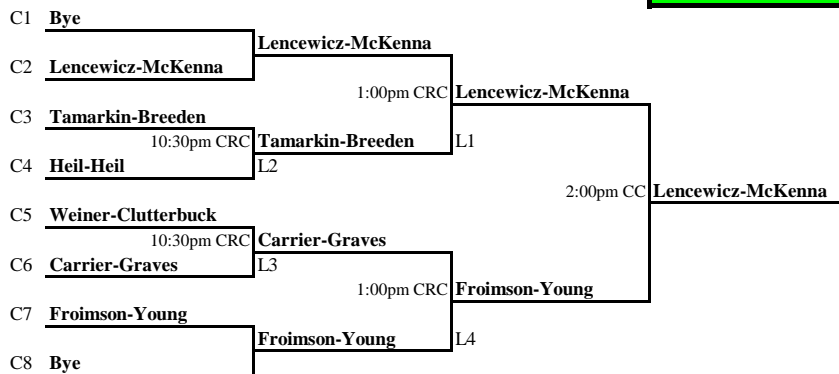 C1 Bye
Lencewicz-McKenna
C2 Lencewicz-McKenna
1:00pm CRC Lencewicz-McKenna
C3 Tamarkin-Breeden
10:30pm CRC Tamarkin-Breeden L1
C4 Heil-Heil L2
2:00pm CC Lencewicz-McKenna
C5 Weiner-Clutterbuck
10:30pm CRC Carrier-Graves
C6 Carrier-Graves L3
1:00pm CRC Froimson-Young
C7 Froimson-Young
Froimson-Young L4
C8 Bye